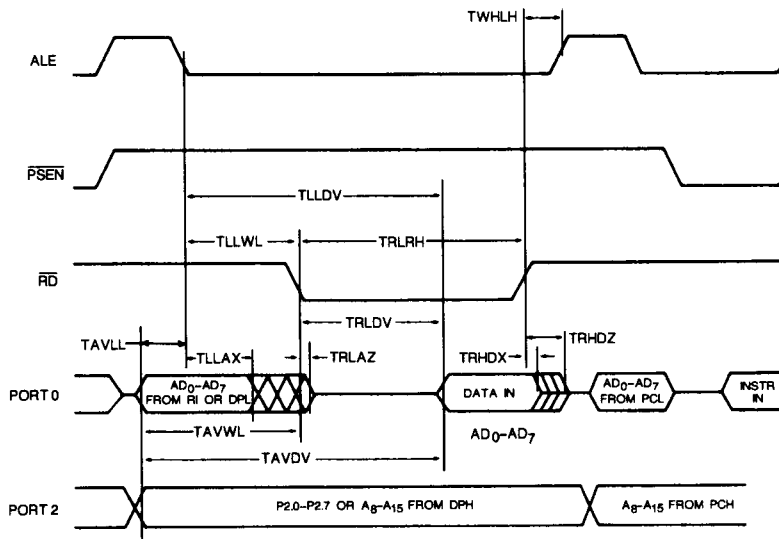 TWHLH
ALE
PSEN
TLLDV
TLLWL
TRLRH
RD
TRLDV
TAVLL
TLLAX
TRLAZ
TRHDX
TRHDZ
PORT 0
AD0-AD7
FROM RI OR DPL
DATA IN
AD0-AD7
FROM PCL
INSTR
IN
AD0-AD7
TAVWL
TAVDV
PORT 2
P2.0-P2.7 OR A8-A15 FROM DPH
A8-A15 FROM PCH